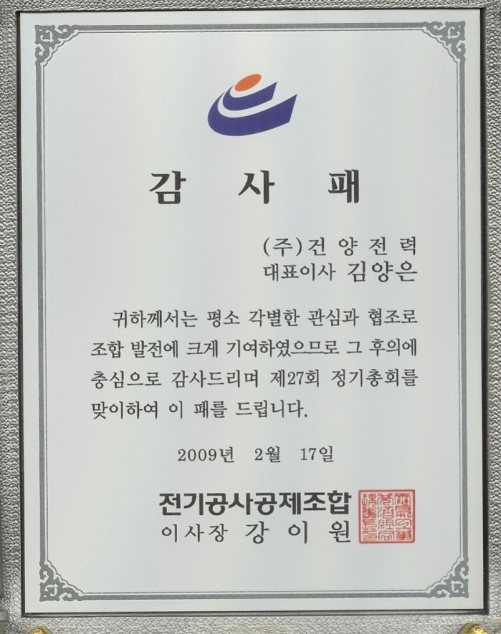 감 사 패
(주)건 양 전 력
대표이사 김양은
귀하께서는 평소 각별한 관심과 협조로
조합 발전에 크게 기여하였으므로 그 후의에
충심으로 감사드리며 제27회 정기총회를
맞이하여 이 패를 드립니다.
2009년 2월 17일
전기공사공제조합
이사장 강 이 원